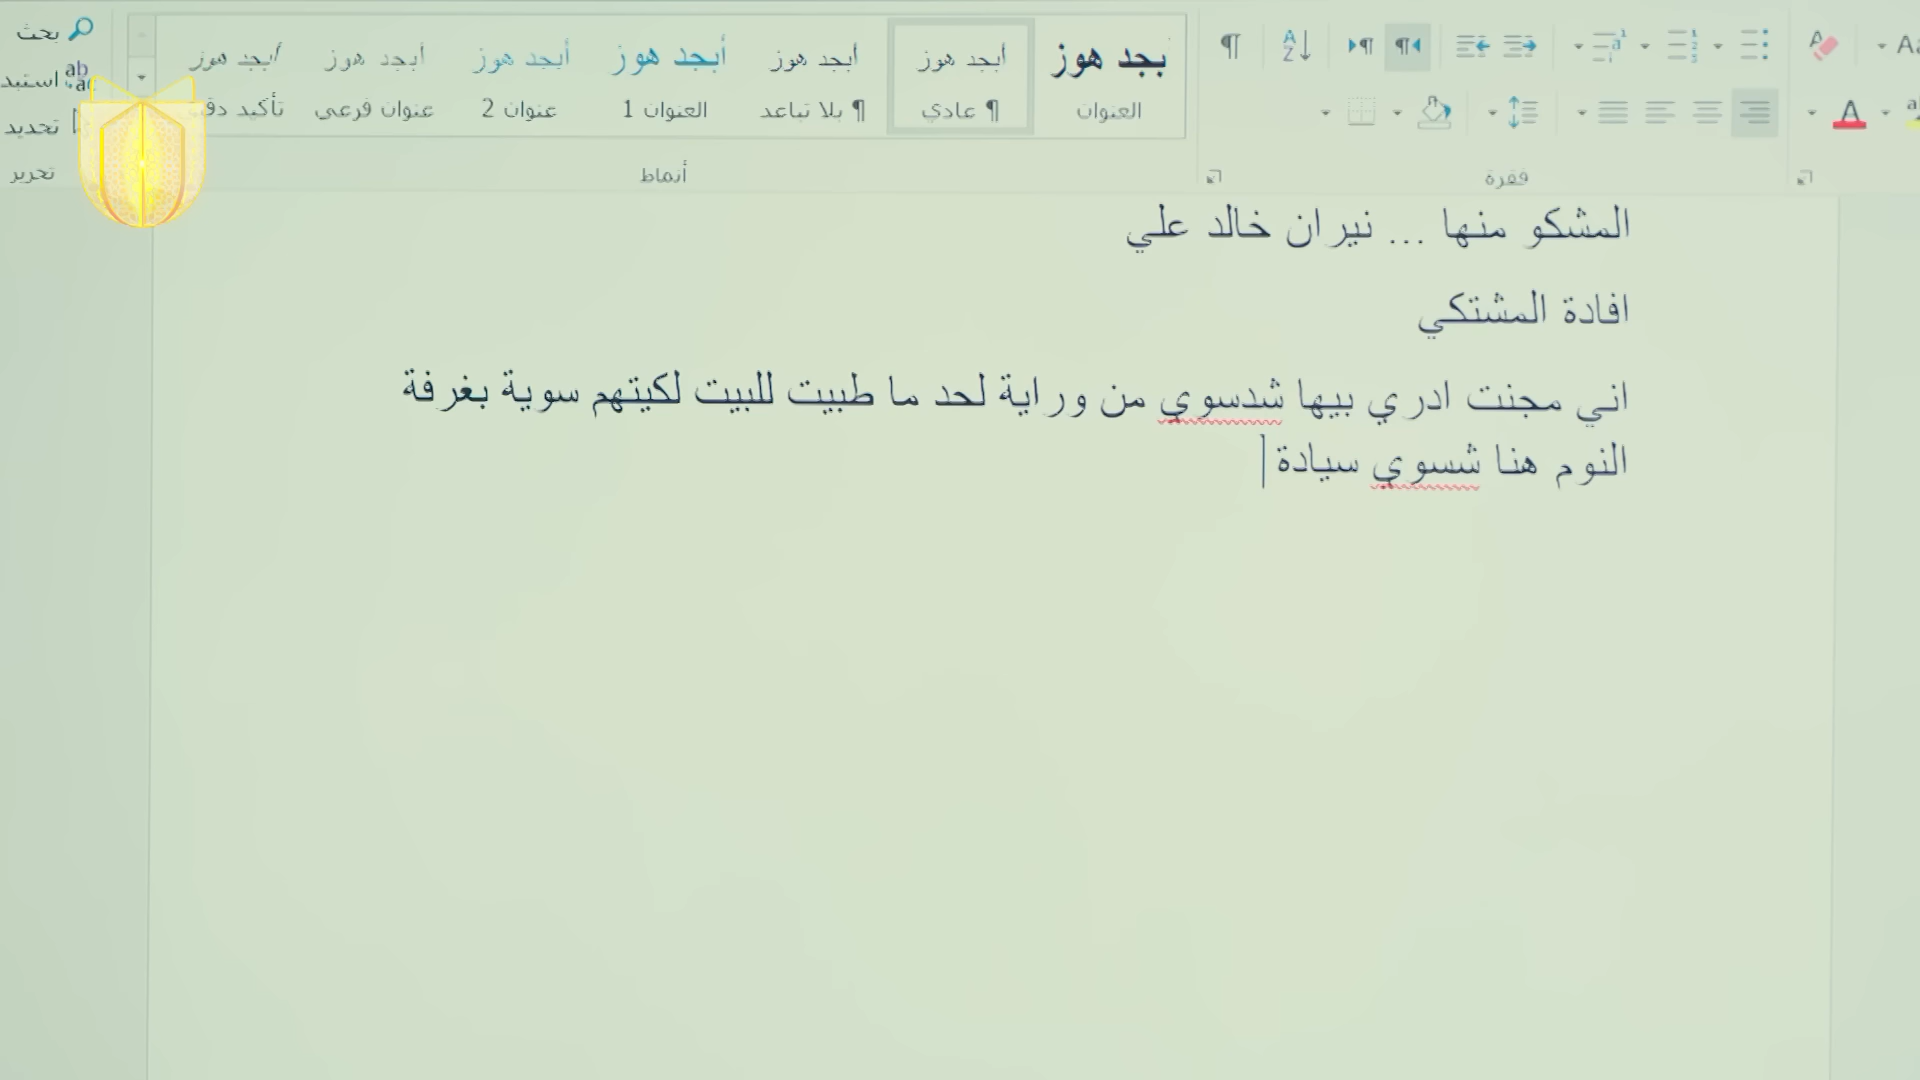 بحث
استبد
تحديد
تحرير
أبجد هوز
تأكيد
أبجد هوز
عنوان فرعي
أبجد هوز
عنوان 2
أبجد هوز
العنوان 1
أبجد هوز
¶ بلا تباعد
أبجد هوز
¶ عادي
بجد هوز
العنوان
أنماط
فقرة
المشكو منها ... نيران خالد علي
افادة المشتكي
اني مجنت ادري بيها شدسوي من وراية لحد ما طبيت للبيت لكيتهم سوية بغرفة
النوم هنا شسوي سيادة